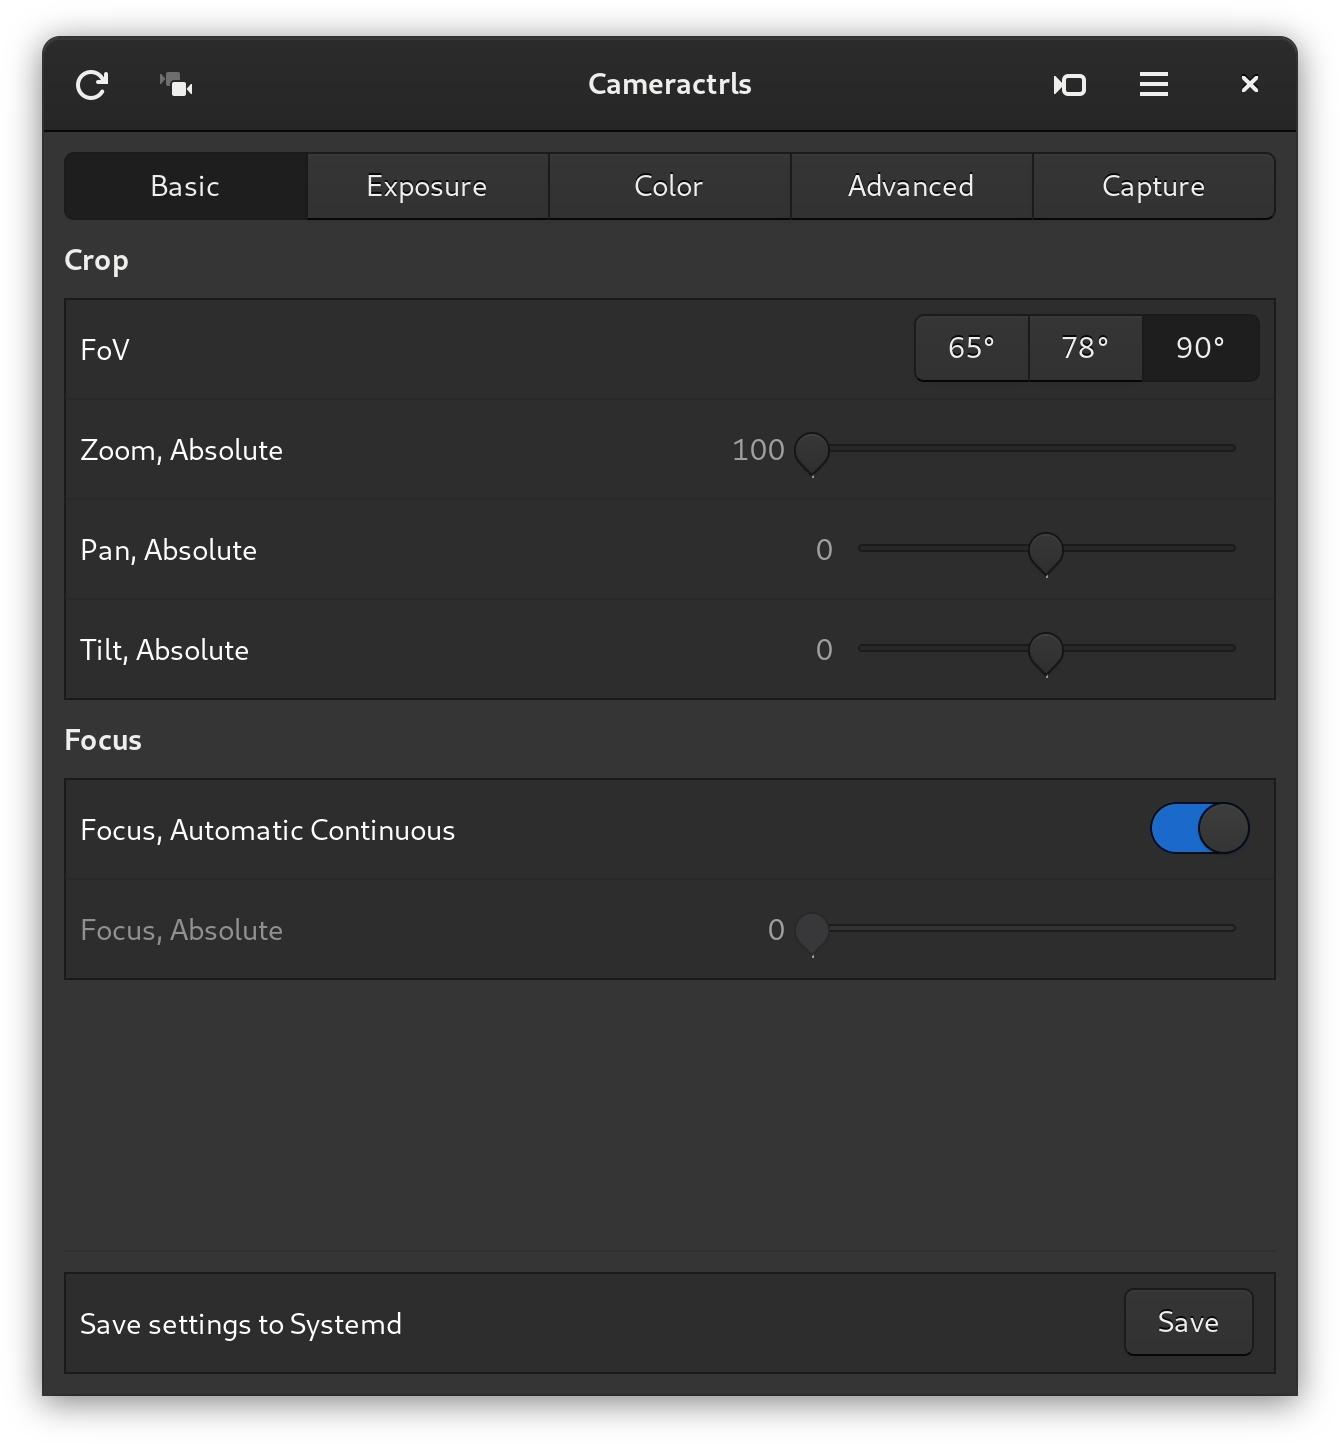 Cameractrls
Basic Exposure Color Advanced Capture
Crop
FoV 65° 78° 90°
Zoom, Absolute 100
Pan, Absolute 0
Tilt, Absolute 0
Focus
Focus, Automatic Continuous
Focus, Absolute 0
Save settings to Systemd Save